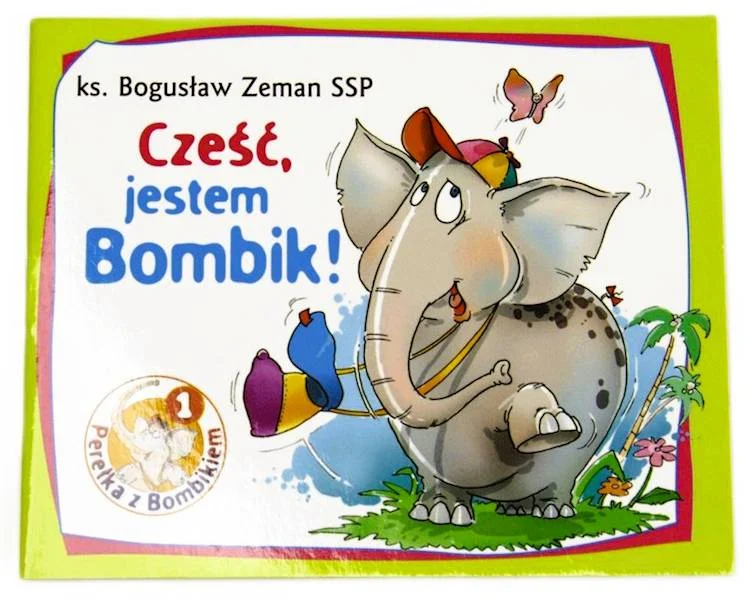 ks. Bogusław Zeman SSP
Cześć,
jestem
Bombik!
1
Perełka z Bombikiem